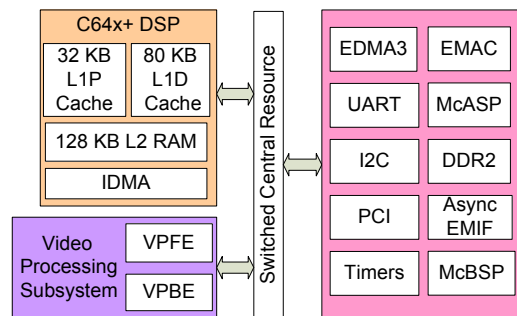 C64x+ DSP
32 KB
L1P
Cache
80 KB
L1D
Cache
128 KB L2 RAM
IDMA
Video
Processing
Subsystem
VPFE
VPBE
Switched Central Resource
EDMA3
EMAC
UART
McASP
I2C
DDR2
PCI
Async
EMIF
Timers
McBSP